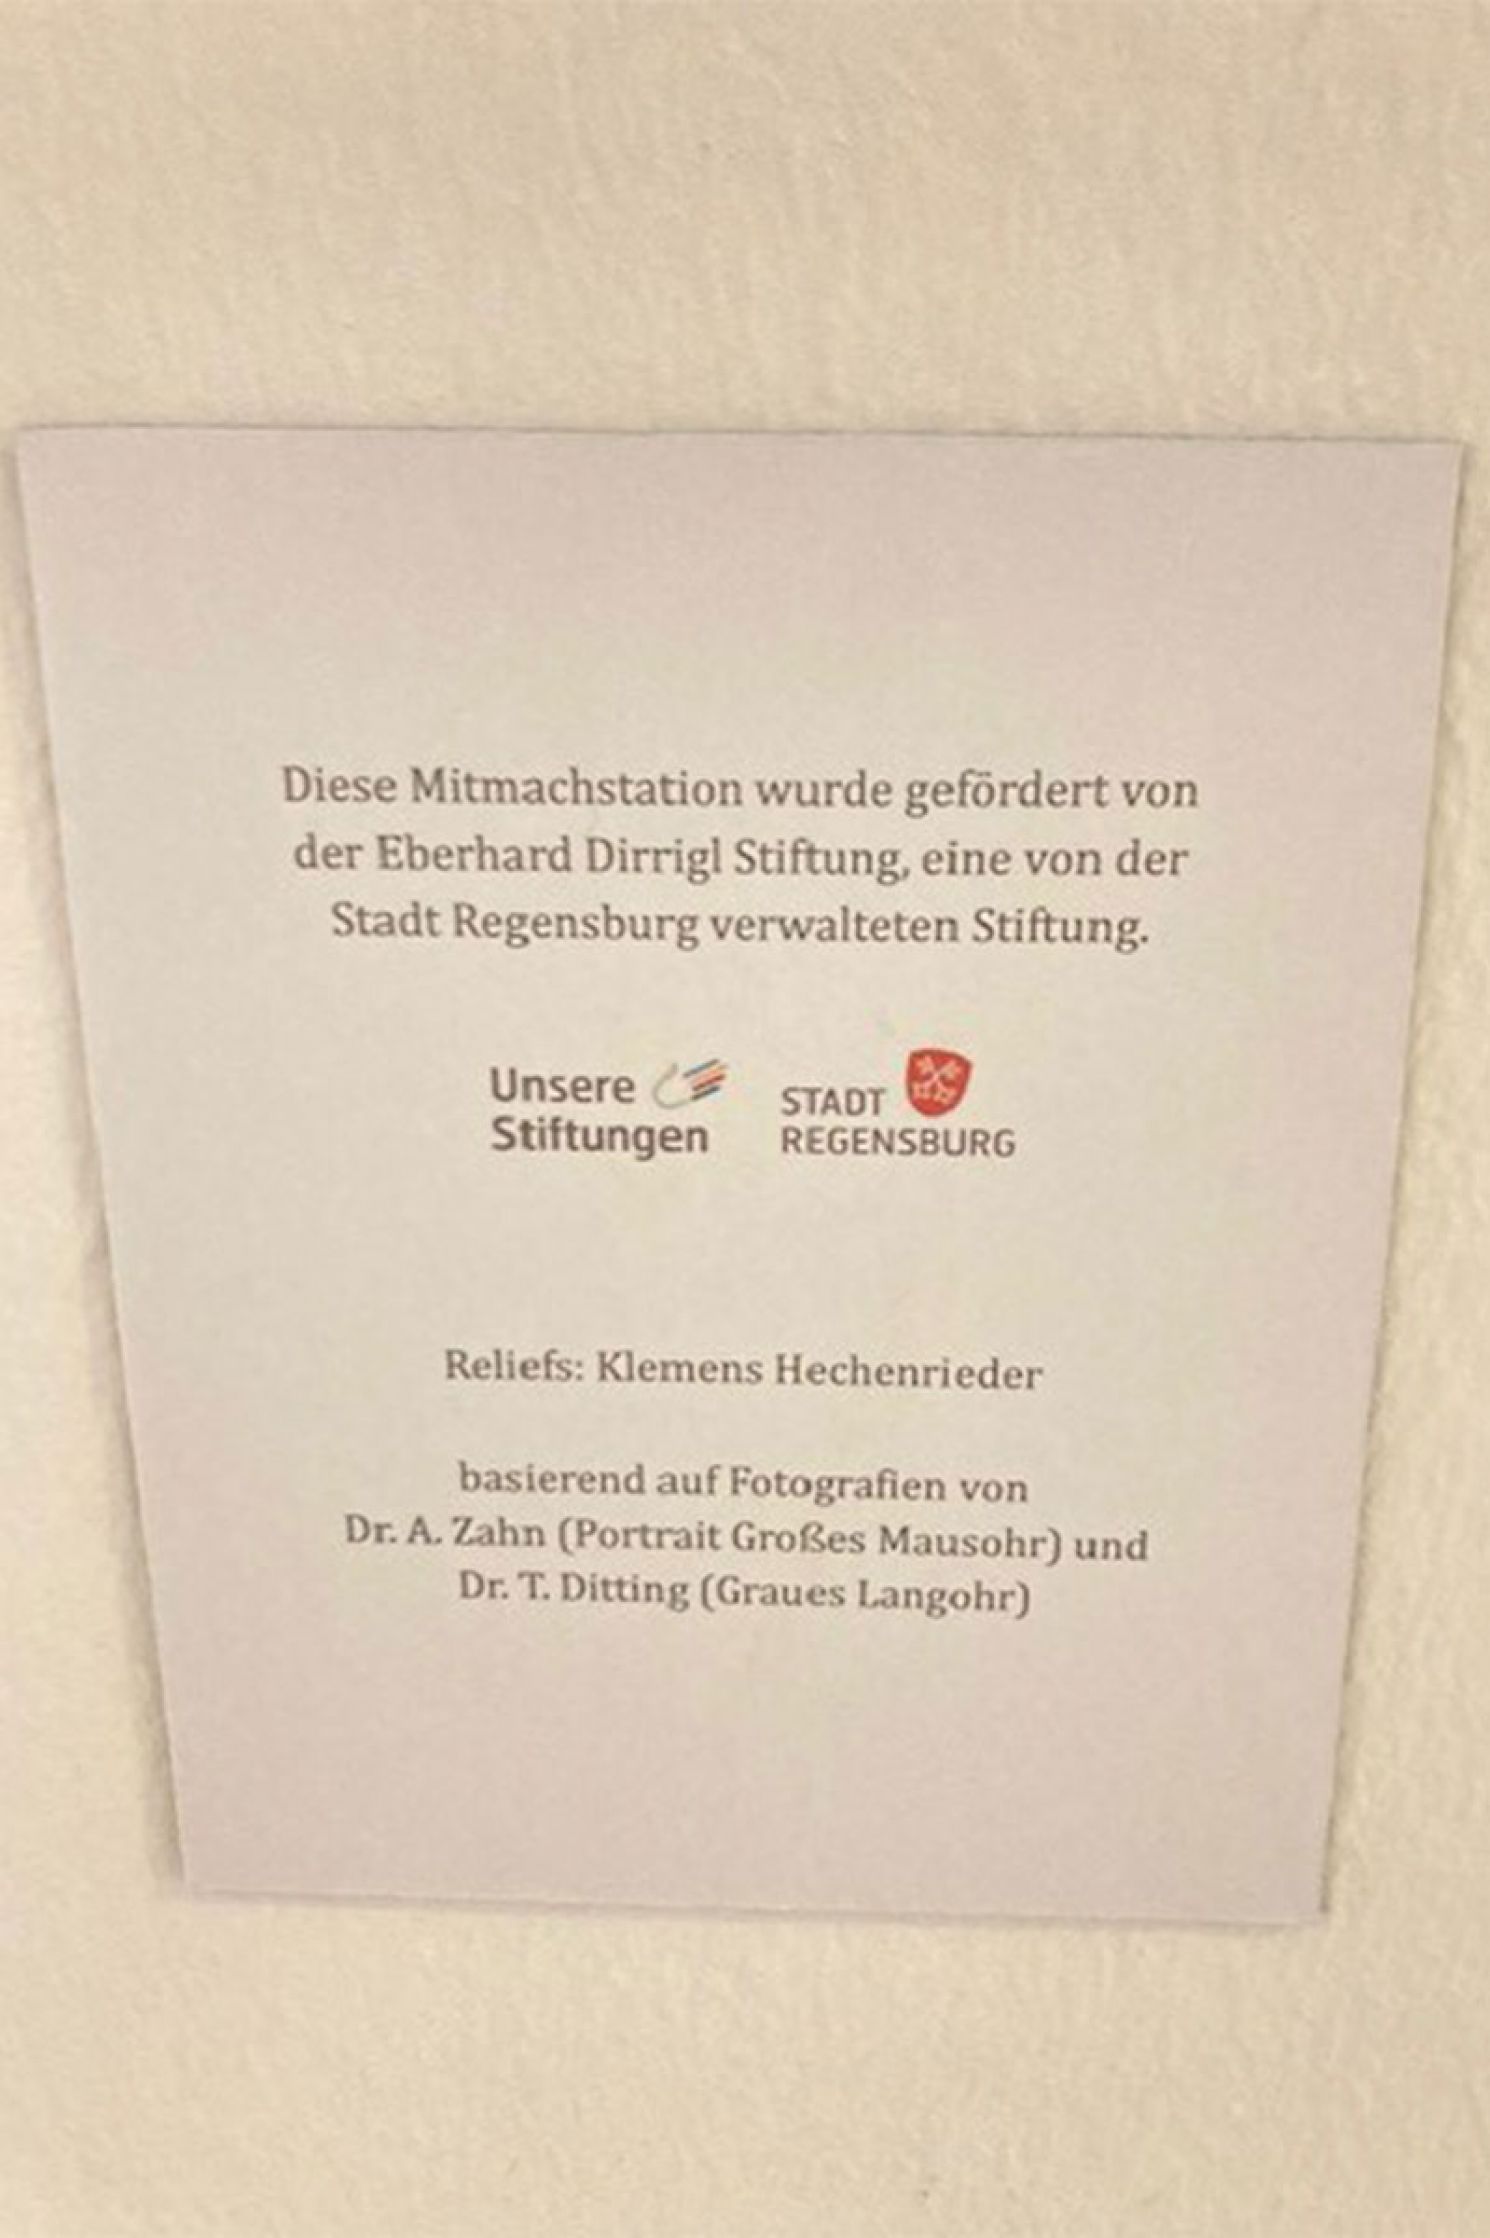 Diese Mitmachstation wurde gefördert von
der Eberhard Dirrigl Stiftung, eine von der
Stadt Regensburg verwalteten Stiftung.
Unsere
Stiftungen
STADT
REGENSBURG
Reliefs: Klemens Hechenrieder
basierend auf Fotografien von
Dr. A. Zahn (Portrait Großes Mausohr) und
Dr. T. Ditting (Graues Langohr)